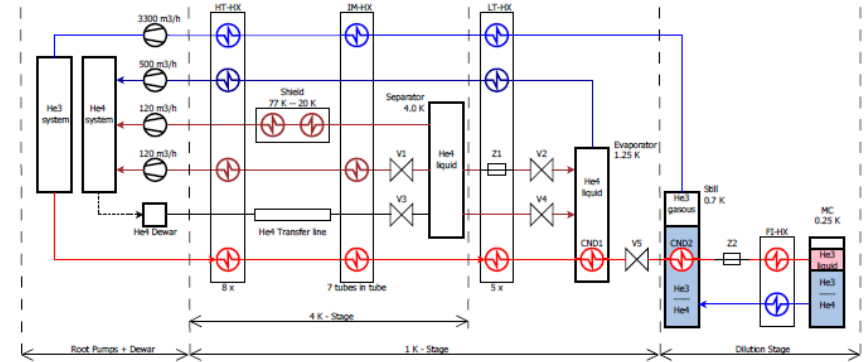 HT-HX
IM-HX
LT-HX
3300 m3/h
500 m3/h
Shield
77 K -- 20 K
Separator
4.0 K
120 m3/h
He3
system
He4
system
120 m3/h
V1
He4
liquid
Z1
V2
Evaporator
1.25 K
He4
liquid
V3
V4
He4 Dewar
He4 Transfer line
CND1
V5
Still
0.7 K
He3
gasous
MC
0.25 K
CND2
Z2
FI-HX
He3
liquid
He3
He4
He3
He4
8 x
7 tubes in tube
5 x
4 K - Stage
Root Pumps + Dewar
1 K - Stage
Dilution Stage